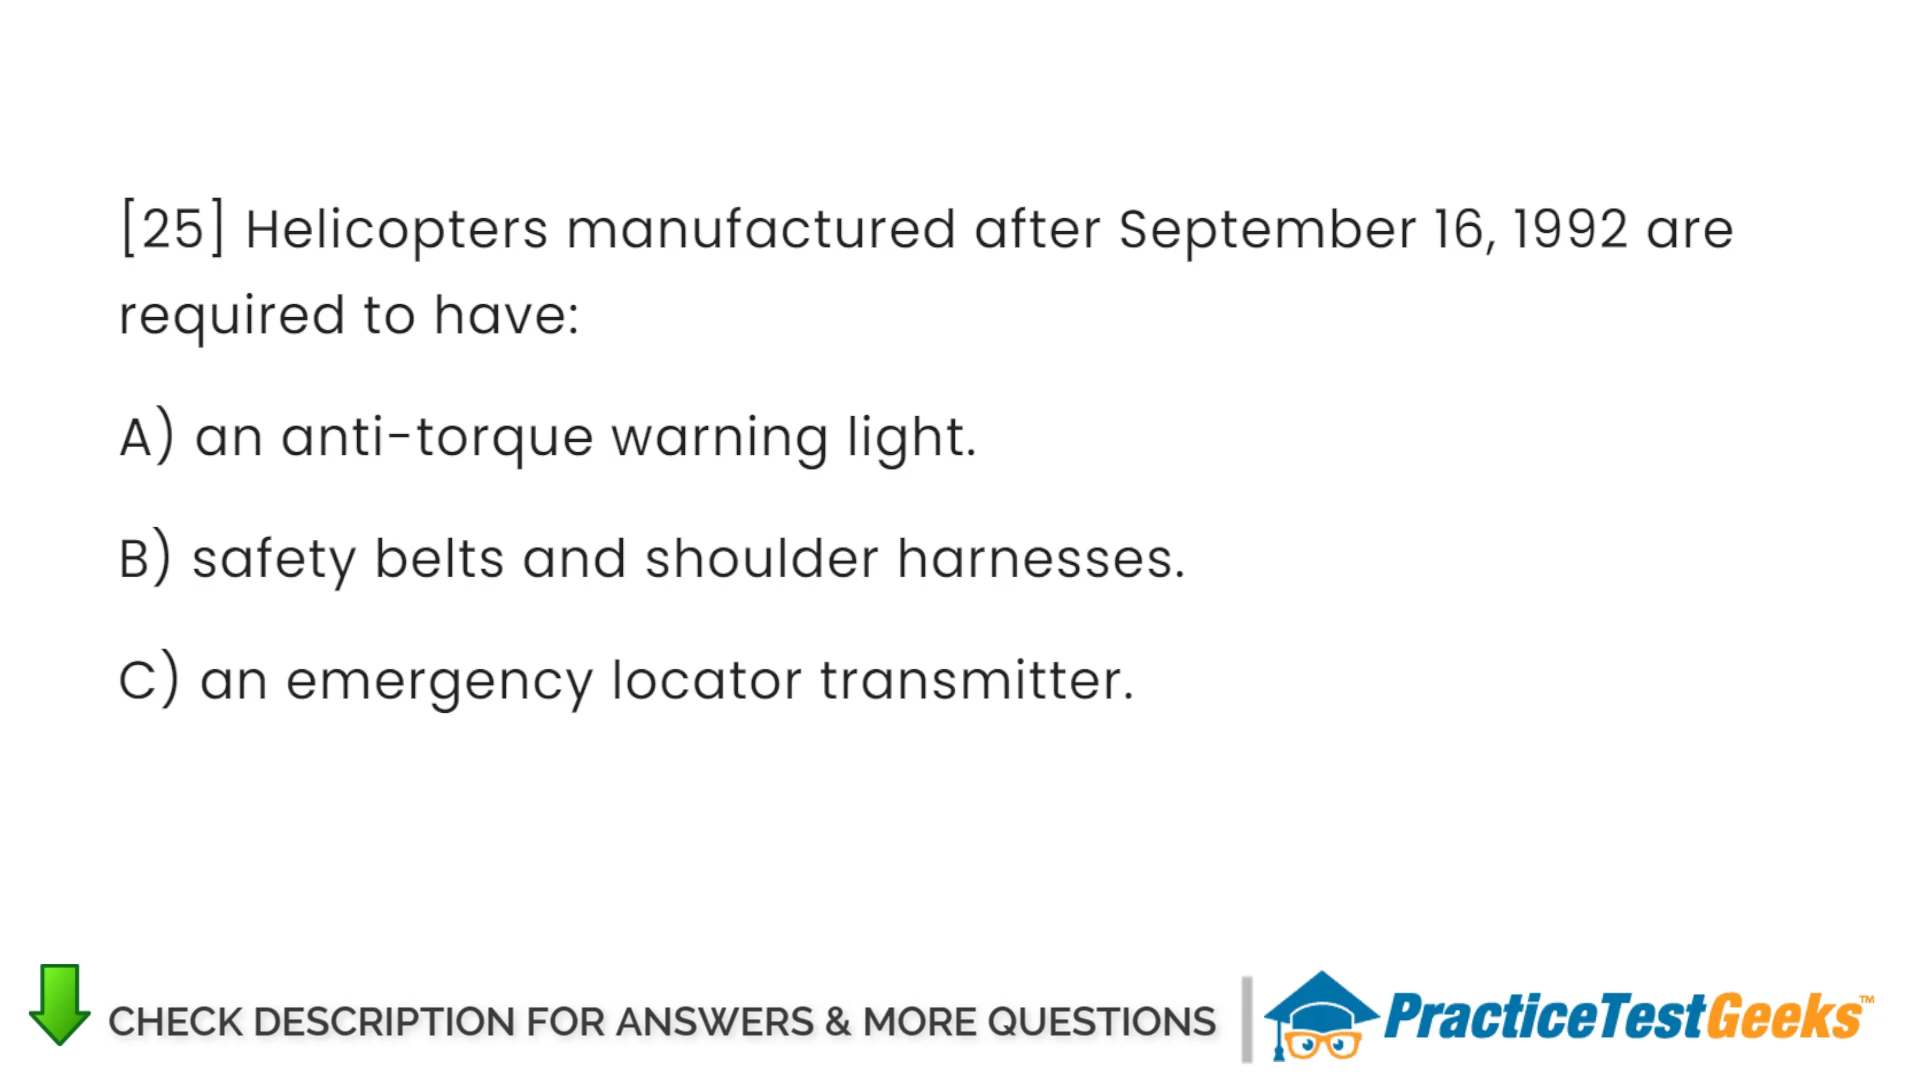 [25] Helicopters manufactured after September 16, 1992 are
required to have:
A) an anti-torque warning light.
B) safety belts and shoulder harnesses.
C) an emergency locator transmitter.
CHECK DESCRIPTION FOR ANSWERS & MORE QUESTIONS
PracticeTestGeeks™